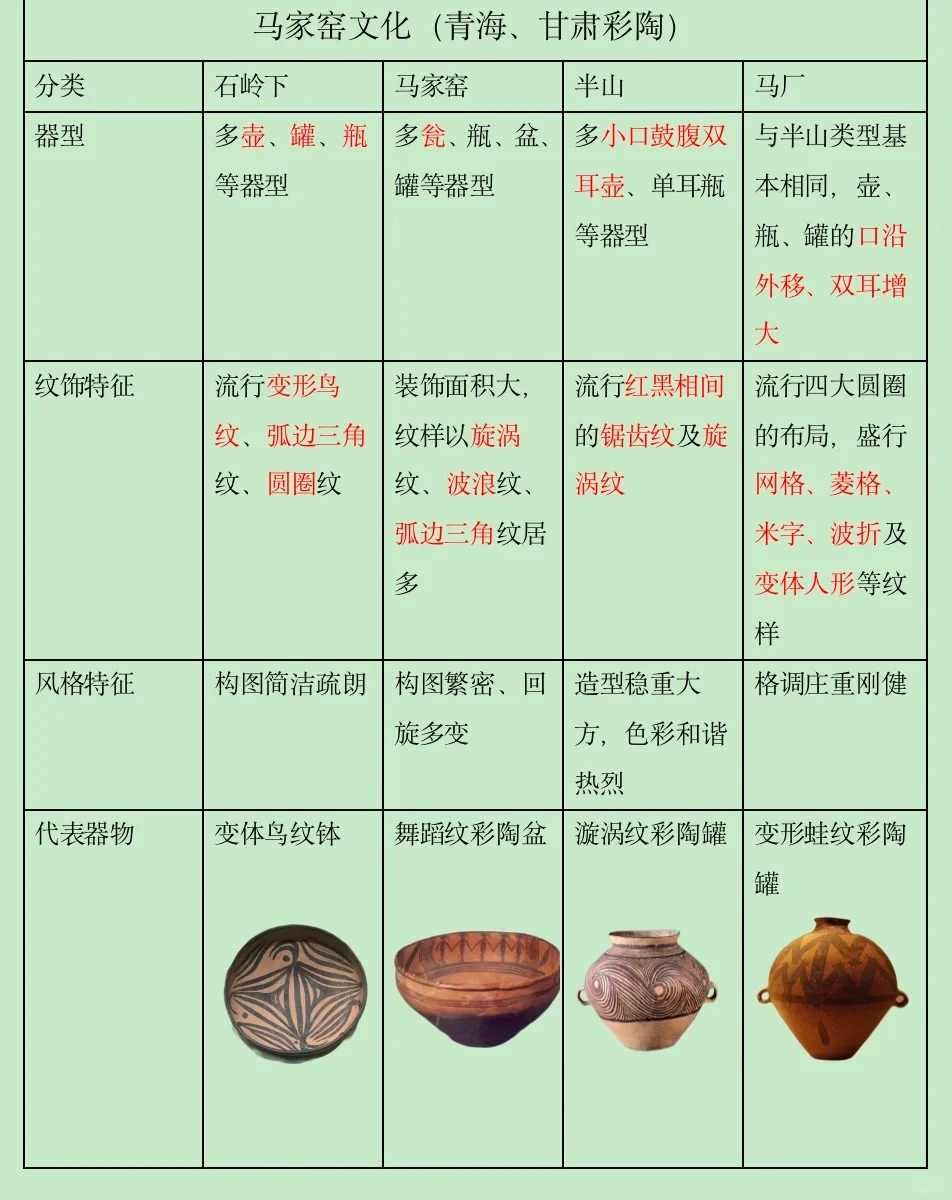 马家窑文化（青海、甘肃彩陶）
分类
石岭下
马家窑
半山
马厂
器型
多壶、罐、瓶
等器型
多瓮、瓶、盆、
罐等器型
多小口鼓腹双
耳壶、单耳瓶
等器型
与半山类型基
本相同，壶、
瓶、罐的口沿
外移、双耳增
大
纹饰特征
流行变形鸟
纹、弧边三角
纹、圆圈纹
装饰面积大，
纹样以旋涡
纹、波浪纹、
弧边三角纹居
多
流行红黑相间
的锯齿纹及旋
涡纹
流行四大圆圈
的布局，盛行
网格、菱格、
米字、波折及
变体人形等纹
样
风格特征
构图简洁疏朗
构图繁密、回
旋多变
造型稳重大
方，色彩和谐
热烈
格调庄重刚健
代表器物
变体鸟纹钵
舞蹈纹彩陶盆
漩涡纹彩陶罐
变形蛙纹彩陶
罐